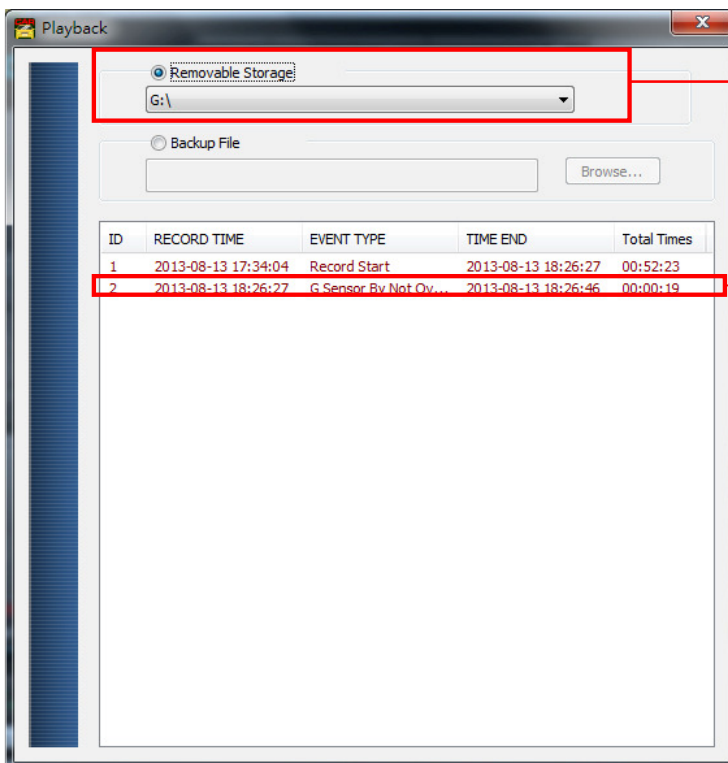 Playback
Removable Storage
G:\
Backup File
Browse...
ID RECORD TIME EVENT TYPE TIME END Total Times
1 2013-08-13 17:34:04 Record Start 2013-08-13 18:26:27 00:52:23
2 2013-08-13 18:26:27 G Sensor By Not Ov... 2013-08-13 18:26:46 00:00:19